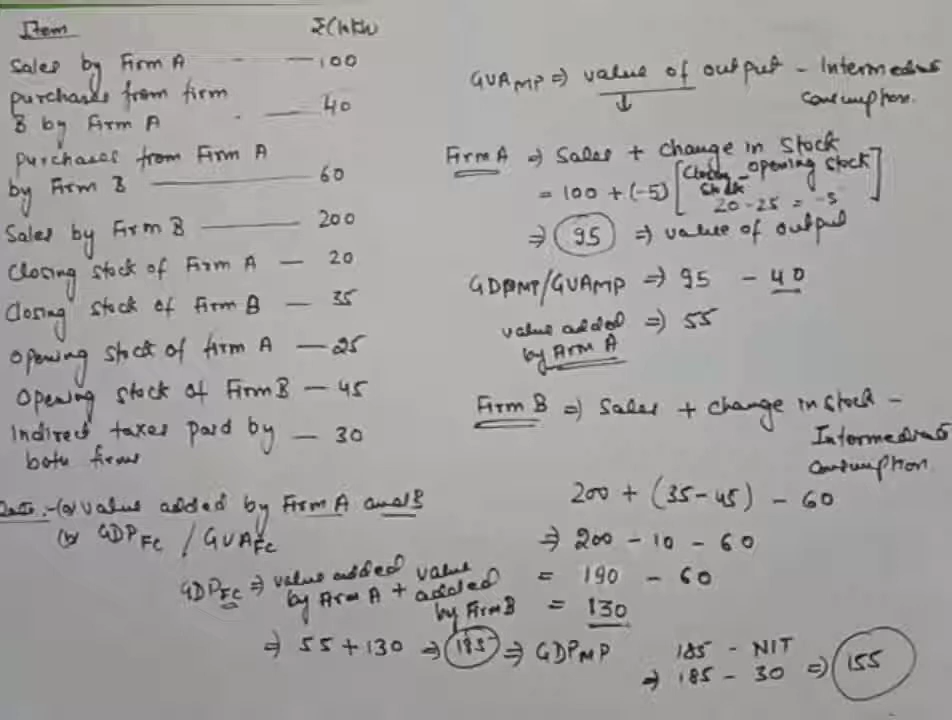 Item ₹(lakh)
Sales by Firm A - - 100
purchases from firm
B by Firm A - - 40
purchases from Firm A
by Firm B - 60
Sales by Firm B - 200
Closing stock of Firm A - 20
Closing stock of Firm B - 35
Opening stock of firm A - 25
Opening stock of Firm B - 45
Indirect taxes paid by - 30
both firms
(a) value added by Firm A and B
(b) GDPFC / GVAFC
GDPFC ⇒ value added by Firm A + value added by Firm B
⇒ 55 + 130 ⇒ 185 ⇒ GDPMP
GVAMP ⇒ value of output - Intermediate
consumption.
↓
Firm A ⇒ Sales + change in Stock
= 100 + (-5) [Closing Stock - opening stock
20 - 25 = -5]
⇒ 95 ⇒ value of output
GDPMP/GVAMP ⇒ 95 - 40
value added ⇒ 55
by Firm A
Firm B ⇒ Sales + change in stock -
Intermediate
consumption
200 + (35-45) - 60
⇒ 200 - 10 - 60
= 190 - 60
= 130
185 - NIT
⇒ 185 - 30 ⇒ 155